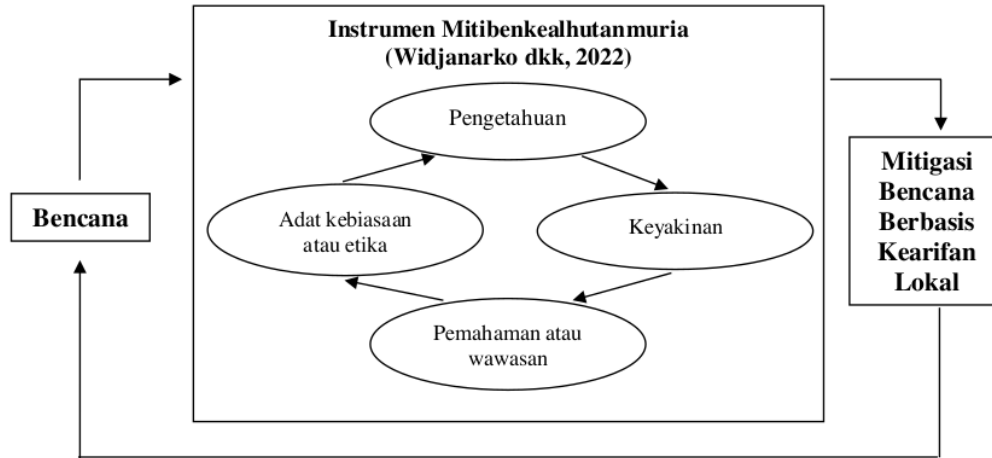 Instrumen Mitibenkealhutanmuria
(Widjanarko dkk, 2022)
Pengetahuan
Bencana
Adat kebiasaan
atau etika
Keyakinan
Pemahaman atau
wawasan
Mitigasi
Bencana
Berbasis
Kearifan
Lokal